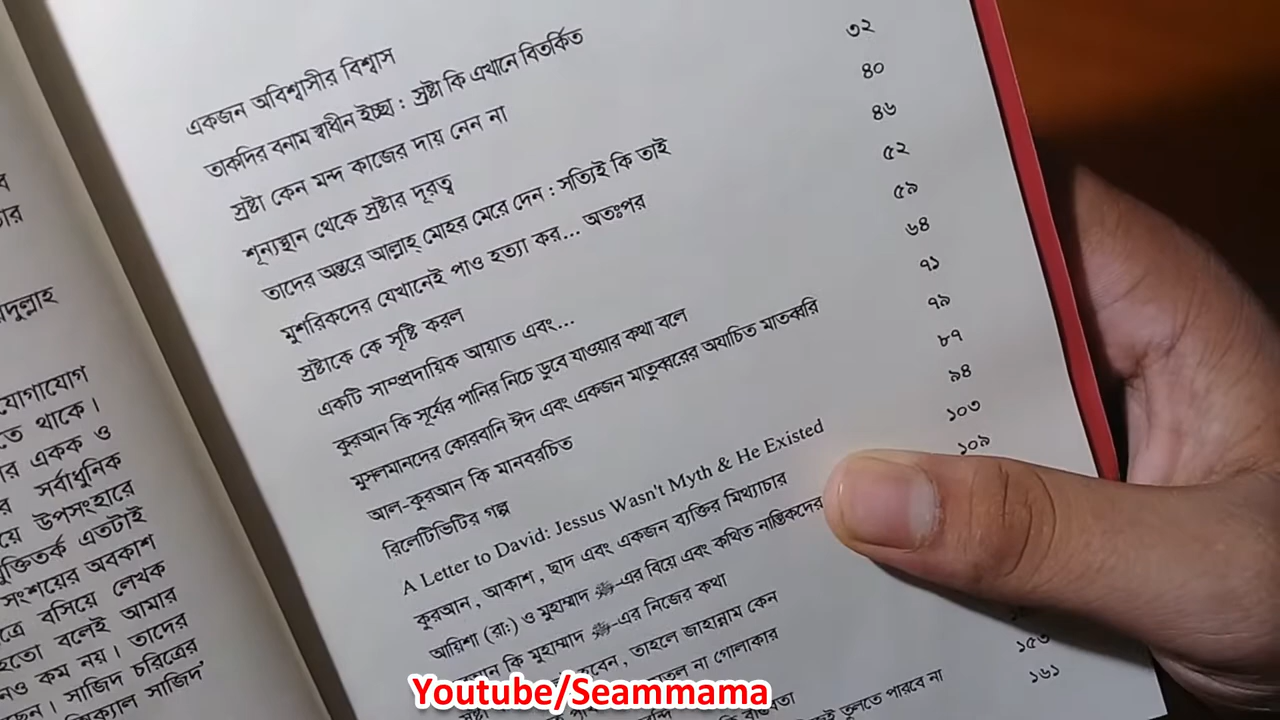 একজন অবিশ্বাসীর বিশ্বাস ৩২
তাকদির বনাম স্বাধীন ইচ্ছা : স্রষ্টা কি এখানে বিতর্কিত ৪০
স্রষ্টা কেন মন্দ কাজের দায় নেন না ৪৬
শূন্যস্থান থেকে স্রষ্টার দূরত্ব ৫২
তাদের অন্তরে আল্লাহ্ মোহর মেরে দেন : সত্যিই কি তাই ৫৯
মুশরিকদের যেখানেই পাও হত্যা কর... অতঃপর ৬৪
স্রষ্টাকে কে সৃষ্টি করল ৭১
একটি সাম্প্রদায়িক আয়াত এবং... ৭৯
কুরআন কি সূর্যের পানির নিচে ডুবে যাওয়ার কথা বলে ৮৭
মুসলমানদের কোরবানি ঈদ এবং একজন মাতুব্বরের অযাচিত মাতব্বরি ৯৪
আল-কুরআন কি মানবরচিত ১০৩
রিলেটিভিটির গল্প ১০৯
A Letter to David: Jessus Wasn't Myth & He Existed
কুরআন, আকাশ, ছাদ এবং একজন ব্যক্তির মিথ্যাচার
আয়িশা (রাঃ) ও মুহাম্মাদ ﷺ-এর বিয়ে এবং কথিত নাস্তিকদের
কি মুহাম্মাদ ﷺ-এর নিজের কথা
তাহলে জাহান্নাম কেন ১৫৩
না গোলাকার ১৬১
তুলতে পারবে না
যোগাযোগ
তে থাকে।
একক ও
সর্বাধুনিক
উপসংহারে
এতটাই
সংশয়ের অবকাশ
বসিয়ে লেখক
বলেই আমার
কম নয়। তাদের
সাজিদ চরিত্রের
সাজিদ'
Youtube/Seammama